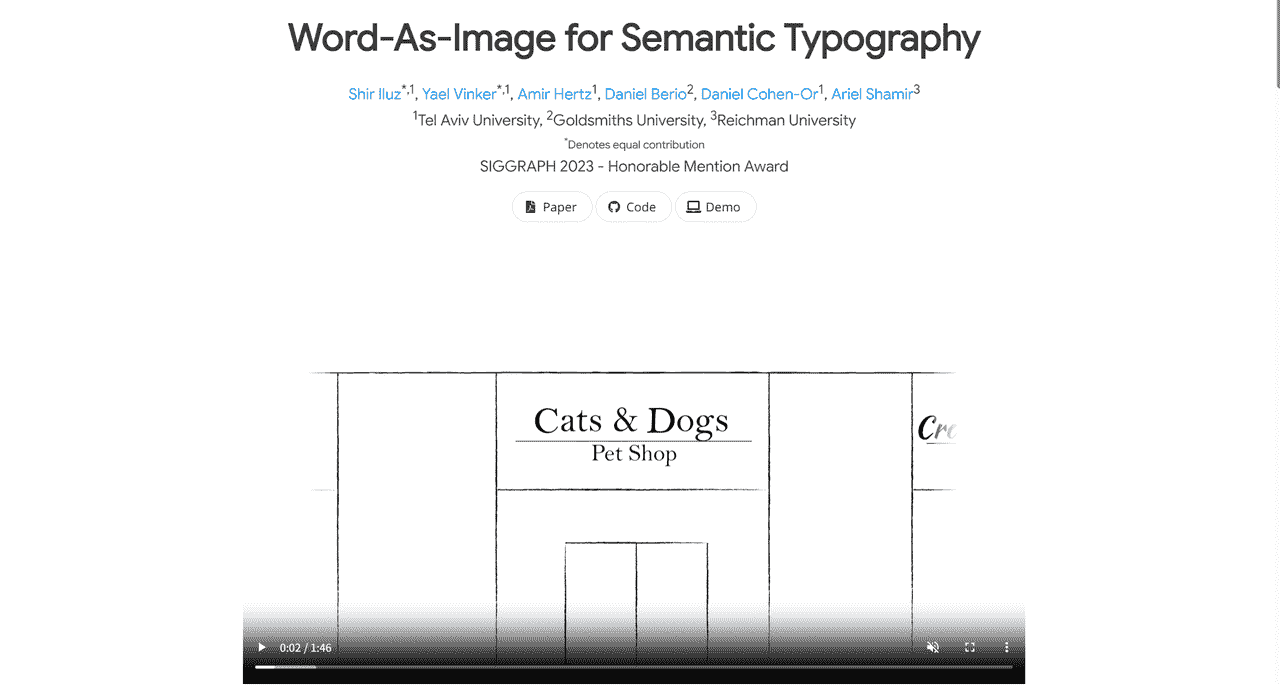 Word-As-Image for Semantic Typography
Shir Iluz*,1, Yael Vinker*,1, Amir Hertz1, Daniel Berio2, Daniel Cohen-Or1, Ariel Shamir3
1Tel Aviv University, 2Goldsmiths University, 3Reichman University
*Denotes equal contribution
SIGGRAPH 2023 - Honorable Mention Award
Paper Code Demo
Cats & Dogs
Pet Shop
Cro
0:02 / 1:46